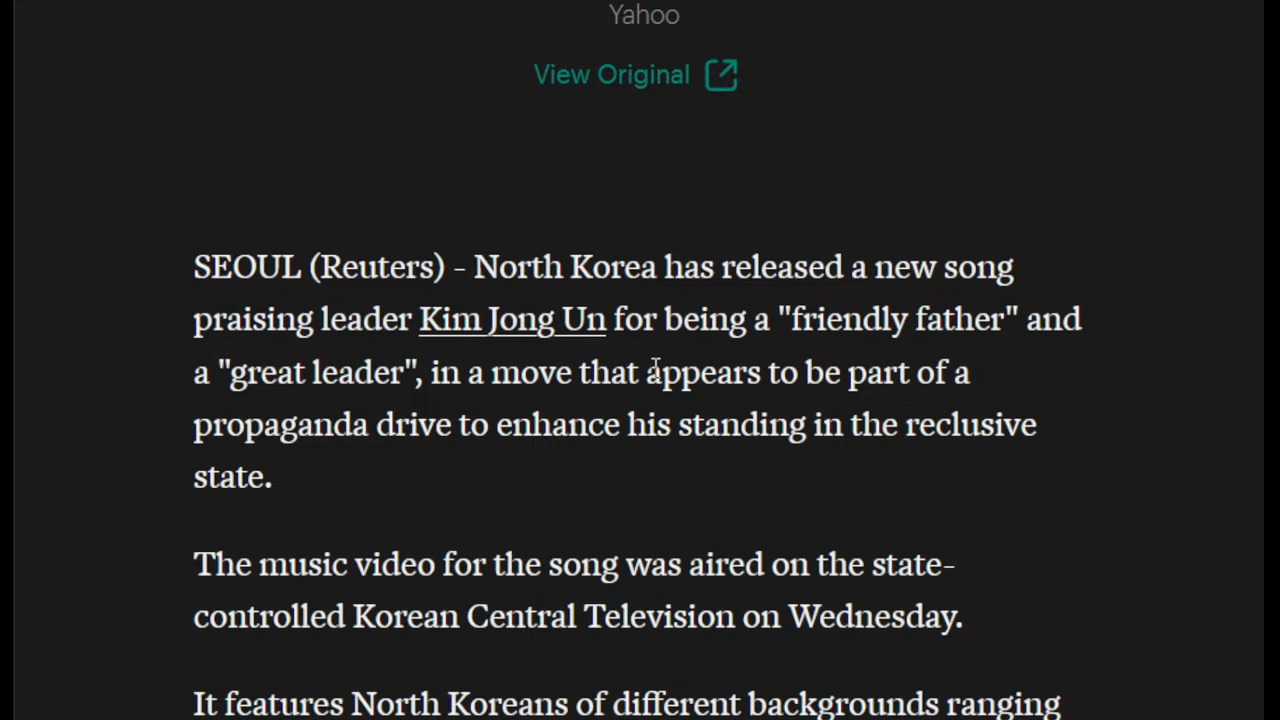 Yahoo
View Original
SEOUL (Reuters) - North Korea has released a new song
praising leader Kim Jong Un for being a "friendly father" and
a "great leader", in a move that appears to be part of a
propaganda drive to enhance his standing in the reclusive
state.
The music video for the song was aired on the state-
controlled Korean Central Television on Wednesday.
It features North Koreans of different backgrounds ranging